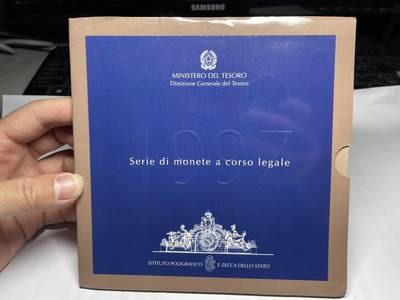 SAMSUNG
MINISTERO DEL TESORO
Direzione Generale del Tesoro
1997
Serie di monete a corso legale
ISTITUTO POLIGRAFICO E ZECCA DELLO STATO